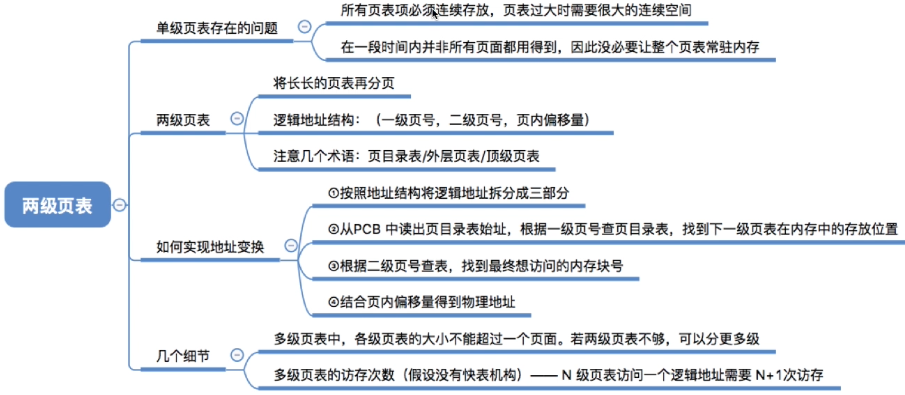 两级页表
单级页表存在的问题
所有页表项必须连续存放，页表过大时需要很大的连续空间
在一段时间内并非所有页面都用得到，因此没必要让整个页表常驻内存
两级页表
将长长的页表再分页
逻辑地址结构：（一级页号，二级页号，页内偏移量）
注意几个术语：页目录表/外层页表/顶级页表
如何实现地址变换
①按照地址结构将逻辑地址拆分成三部分
②从PCB 中读出页目录表始址，根据一级页号查页目录表，找到下一级页表在内存中的存放位置
③根据二级页号查表，找到最终想访问的内存块号
④结合页内偏移量得到物理地址
几个细节
多级页表中，各级页表的大小不能超过一个页面。若两级页表不够，可以分更多级
多级页表的访存次数（假设没有快表机构）—— N 级页表访问一个逻辑地址需要 N+1次访存